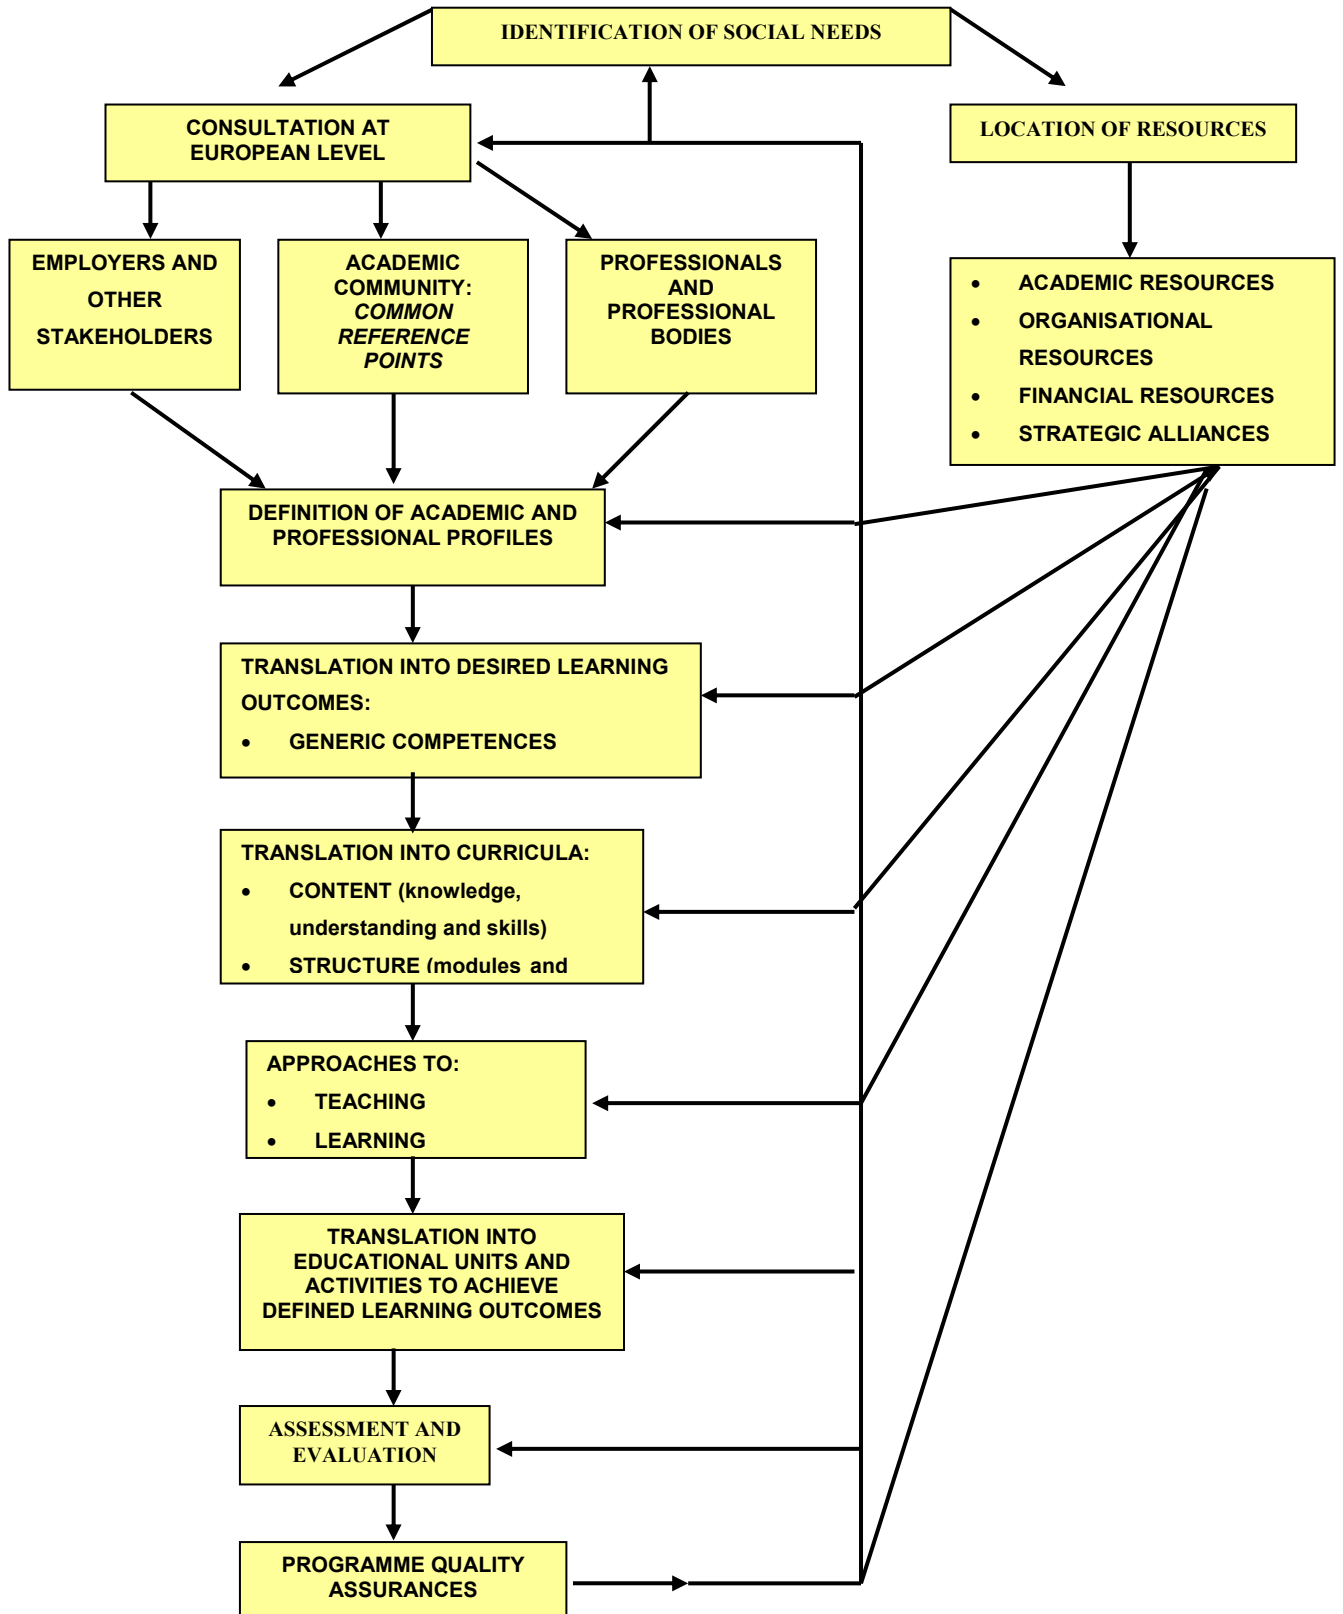 IDENTIFICATION OF SOCIAL NEEDS
CONSULTATION AT
EUROPEAN LEVEL
LOCATION OF RESOURCES
EMPLOYERS AND
OTHER
STAKEHOLDERS
ACADEMIC
COMMUNITY:
COMMON
REFERENCE
POINTS
PROFESSIONALS
AND
PROFESSIONAL
BODIES
• ACADEMIC RESOURCES
• ORGANISATIONAL
RESOURCES
• FINANCIAL RESOURCES
• STRATEGIC ALLIANCES
DEFINITION OF ACADEMIC AND
PROFESSIONAL PROFILES
TRANSLATION INTO DESIRED LEARNING
OUTCOMES:
• GENERIC COMPETENCES
TRANSLATION INTO CURRICULA:
• CONTENT (knowledge,
understanding and skills)
• STRUCTURE (modules and
APPROACHES TO:
• TEACHING
• LEARNING
TRANSLATION INTO
EDUCATIONAL UNITS AND
ACTIVITIES TO ACHIEVE
DEFINED LEARNING OUTCOMES
ASSESSMENT AND
EVALUATION
PROGRAMME QUALITY
ASSURANCES